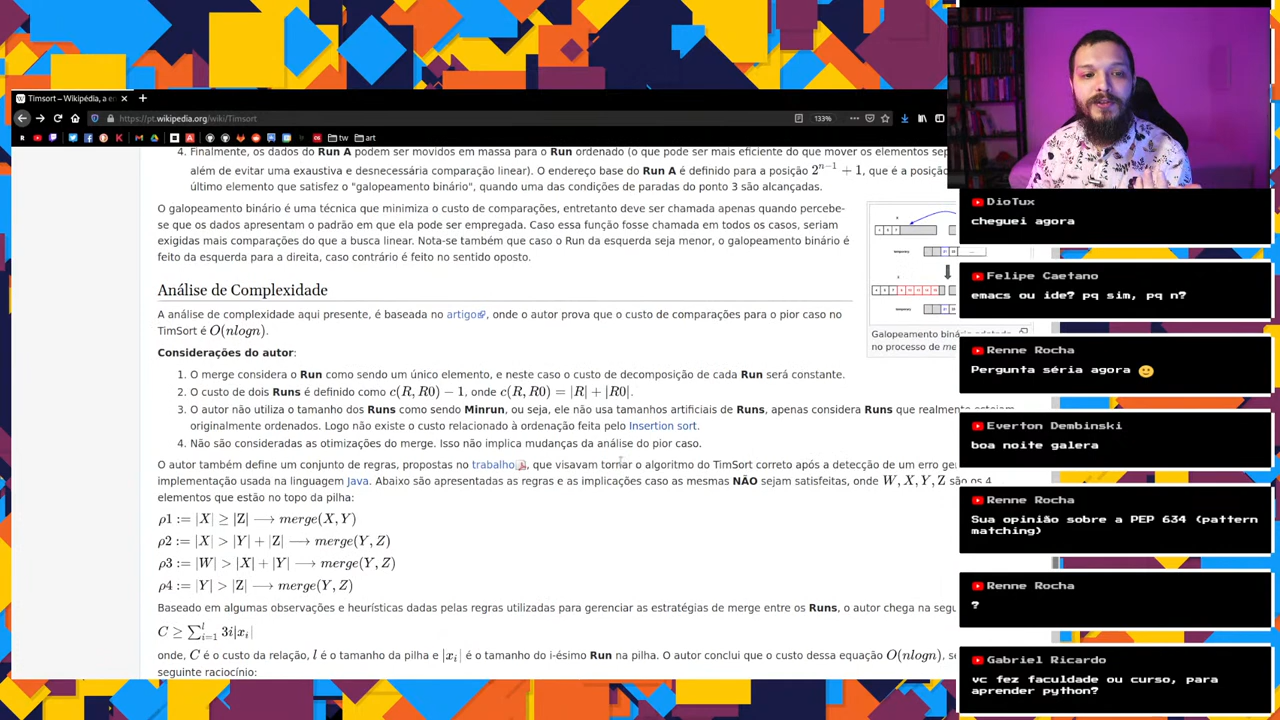 Timsort – Wikipédia, a en
https://pt.wikipedia.org/wiki/Timsort
133%
tw
art
4. Finalmente, os dados do Run A podem ser movidos em massa para o Run ordenado (o que pode ser mais eficiente do que mover os elementos sep
além de evitar uma exaustiva e desnecessária comparação linear). O endereço base do Run A é definido para a posição 2^{n-1} + 1, que é a posição
último elemento que satisfez o "galopeamento binário", quando uma das condições de paradas do ponto 3 são alcançadas.
O galopeamento binário é uma técnica que minimiza o custo de comparações, entretanto deve ser chamada apenas quando percebe-
se que os dados apresentam o padrão em que ela pode ser empregada. Caso essa função fosse chamada em todos os casos, seriam
exigidas mais comparações do que a busca linear. Nota-se também que caso o Run da esquerda seja menor, o galopeamento binário é
feito da esquerda para a direita, caso contrário é feito no sentido oposto.
Galopeamento binário adotado
no processo de me
Análise de Complexidade
A análise de complexidade aqui presente, é baseada no artigo, onde o autor prova que o custo de comparações para o pior caso no
TimSort é O(nlogn).
Considerações do autor:
1. O merge considera o Run como sendo um único elemento, e neste caso o custo de decomposição de cada Run será constante.
2. O custo de dois Runs é definido como c(R, R0) − 1, onde c(R, R0) = |R| + |R0|.
3. O autor não utiliza o tamanho dos Runs como sendo Minrun, ou seja, ele não usa tamanhos artificiais de Runs, apenas considera Runs que realmente estejam
originalmente ordenados. Logo não existe o custo relacionado à ordenação feita pelo Insertion sort.
4. Não são consideradas as otimizações do merge. Isso não implica mudanças da análise do pior caso.
O autor também define um conjunto de regras, propostas no trabalho, que visavam tornar o algoritmo do TimSort correto após a detecção de um erro ger
implementação usada na linguagem Java. Abaixo são apresentadas as regras e as implicações caso as mesmas NÃO sejam satisfeitas, onde W, X, Y, Z são os 4
elementos que estão no topo da pilha:
ρ1 := |X| ≥ |Z| ⟶ merge(X, Y)
ρ2 := |X| > |Y| + |Z| ⟶ merge(Y, Z)
ρ3 := |W| > |X| + |Y| ⟶ merge(Y, Z)
ρ4 := |Y| > |Z| ⟶ merge(Y, Z)
Baseado em algumas observações e heurísticas dadas pelas regras utilizadas para gerenciar as estratégias de merge entre os Runs, o autor chega na segu
C ≥ ∑_{i=1}^{l} 3i|x_i|
onde, C é o custo da relação, l é o tamanho da pilha e |x_i| é o tamanho do i-ésimo Run na pilha. O autor conclui que o custo dessa equação O(nlogn), se
seguinte raciocínio:
DioTux
cheguei agora
Felipe Caetano
emacs ou ide? pq sim, pq n?
Renne Rocha
Pergunta séria agora 🙂
Everton Dembinski
boa noite galera
Renne Rocha
Sua opinião sobre a PEP 634 (pattern
matching)
Renne Rocha
?
Gabriel Ricardo
vc fez faculdade ou curso, para
aprender python?